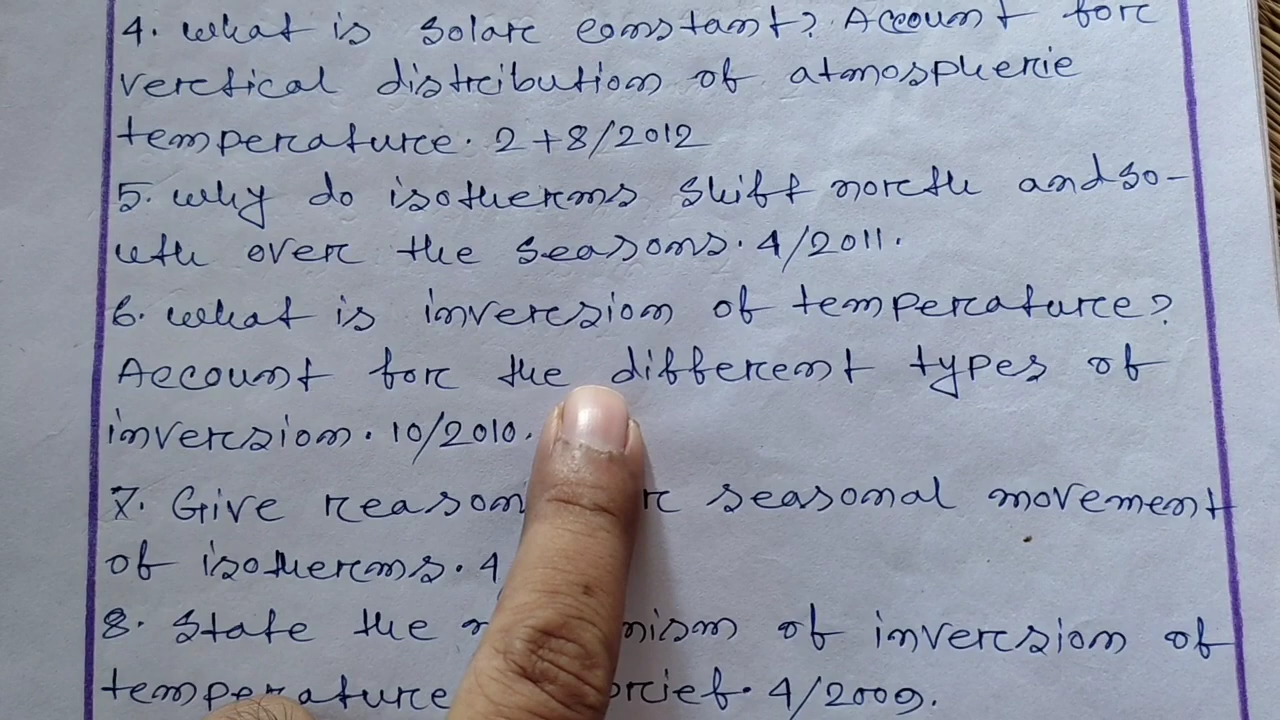 4. What is solar constant? Account for
vertical distribution of atmospheric
temperature. 2+8/2012
5. Why do isotherms shift north and so-
uth over the seasons. 4/2011.
6. What is inversion of temperature?
Account for the different types of
inversion. 10/2010.
7. Give seasonal movement
of isotherms. 4
8. State the of inversion of
temperature 4/2009.